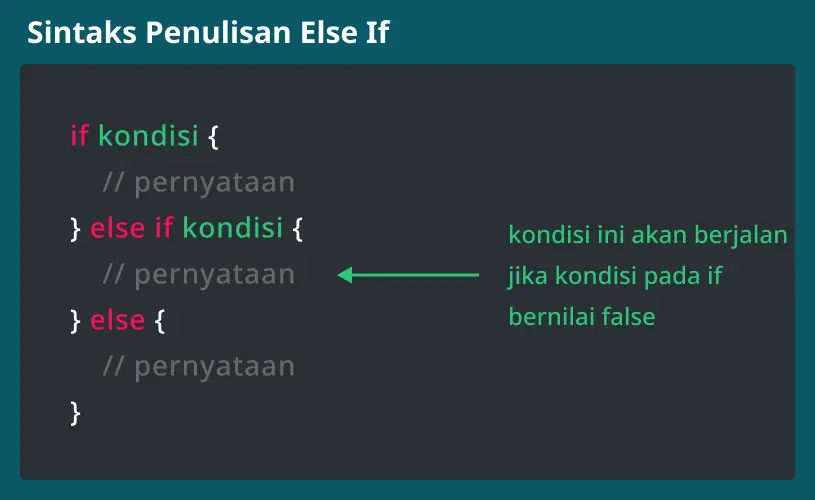 Sintaks Penulisan Else If
if kondisi {
// pernyataan
} else if kondisi {
// pernyataan
} else {
// pernyataan
}
kondisi ini akan berjalan
jika kondisi pada if
bernilai false